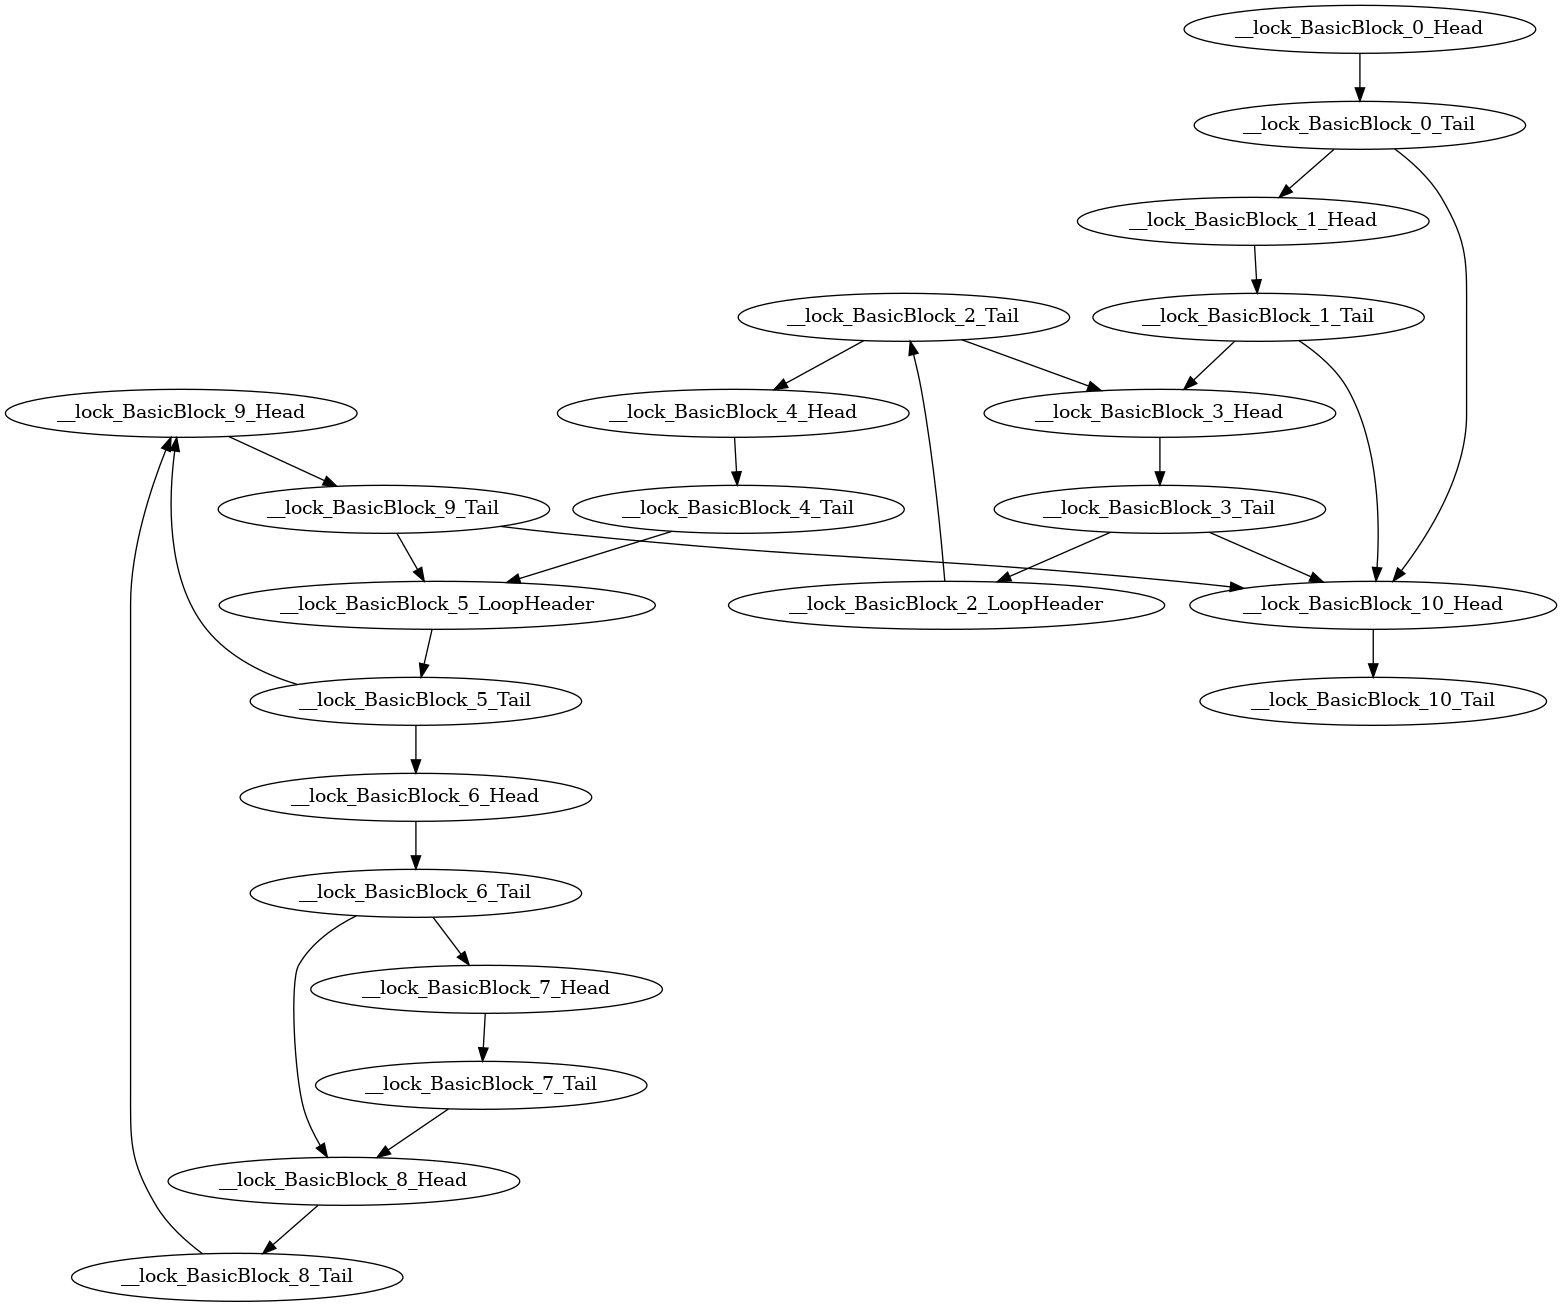 __lock_BasicBlock_0_Head
__lock_BasicBlock_0_Tail
__lock_BasicBlock_1_Head
__lock_BasicBlock_2_Tail
__lock_BasicBlock_1_Tail
__lock_BasicBlock_9_Head
__lock_BasicBlock_4_Head
__lock_BasicBlock_3_Head
__lock_BasicBlock_9_Tail
__lock_BasicBlock_4_Tail
__lock_BasicBlock_3_Tail
__lock_BasicBlock_5_LoopHeader
__lock_BasicBlock_2_LoopHeader
__lock_BasicBlock_10_Head
__lock_BasicBlock_5_Tail
__lock_BasicBlock_10_Tail
__lock_BasicBlock_6_Head
__lock_BasicBlock_6_Tail
__lock_BasicBlock_7_Head
__lock_BasicBlock_7_Tail
__lock_BasicBlock_8_Head
__lock_BasicBlock_8_Tail